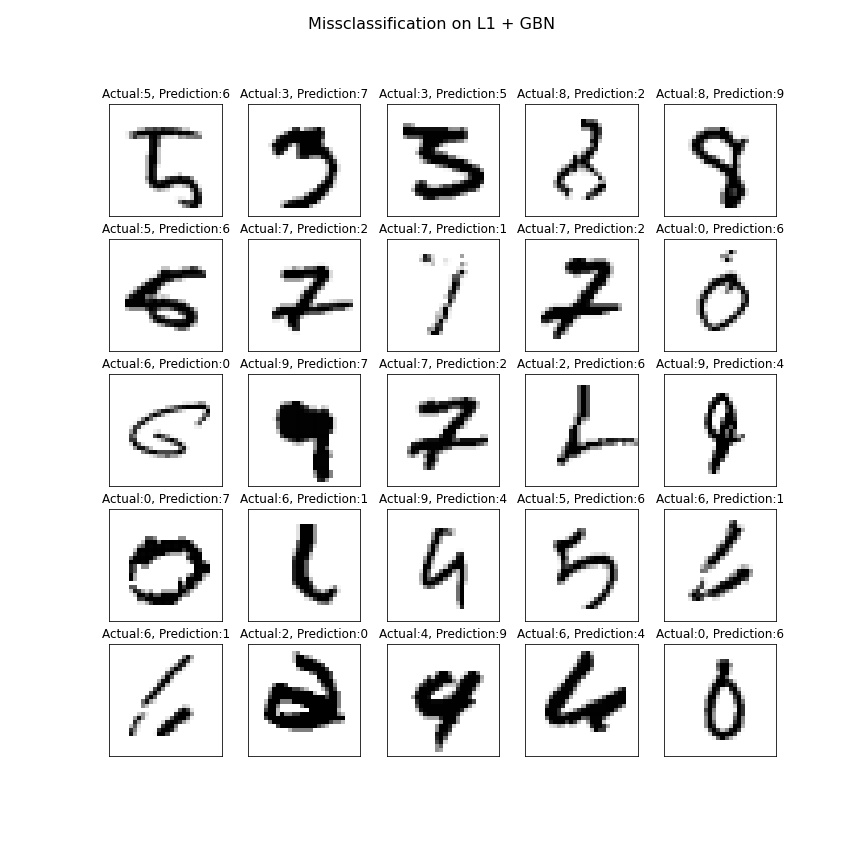 Missclassification on L1 + GBN
Actual:5, Prediction:6 Actual:3, Prediction:7 Actual:3, Prediction:5 Actual:8, Prediction:2 Actual:8, Prediction:9
Actual:5, Prediction:6 Actual:7, Prediction:2 Actual:7, Prediction:1 Actual:7, Prediction:2 Actual:0, Prediction:6
Actual:6, Prediction:0 Actual:9, Prediction:7 Actual:7, Prediction:2 Actual:2, Prediction:6 Actual:9, Prediction:4
Actual:0, Prediction:7 Actual:6, Prediction:1 Actual:9, Prediction:4 Actual:5, Prediction:6 Actual:6, Prediction:1
Actual:6, Prediction:1 Actual:2, Prediction:0 Actual:4, Prediction:9 Actual:6, Prediction:4 Actual:0, Prediction:6